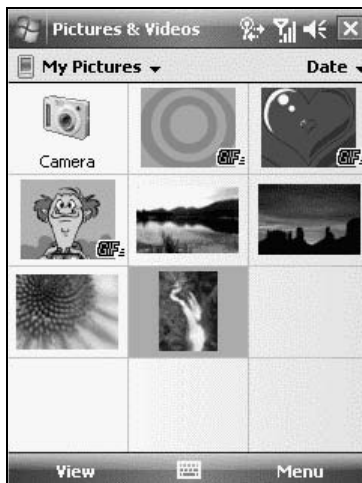 Pictures & Videos
My Pictures
Date
Camera
GIF
GIF
GIF
View
Menu